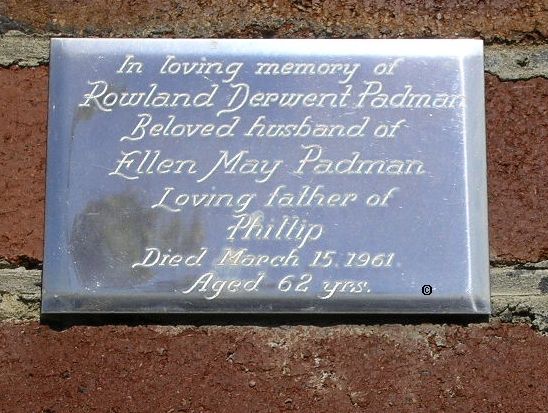 In loving memory of
Rowland Derwent Padman
Beloved husband of
Ellen May Padman
Loving father of
Phillip
Died March 15. 1961.
Aged 62 yrs.
©